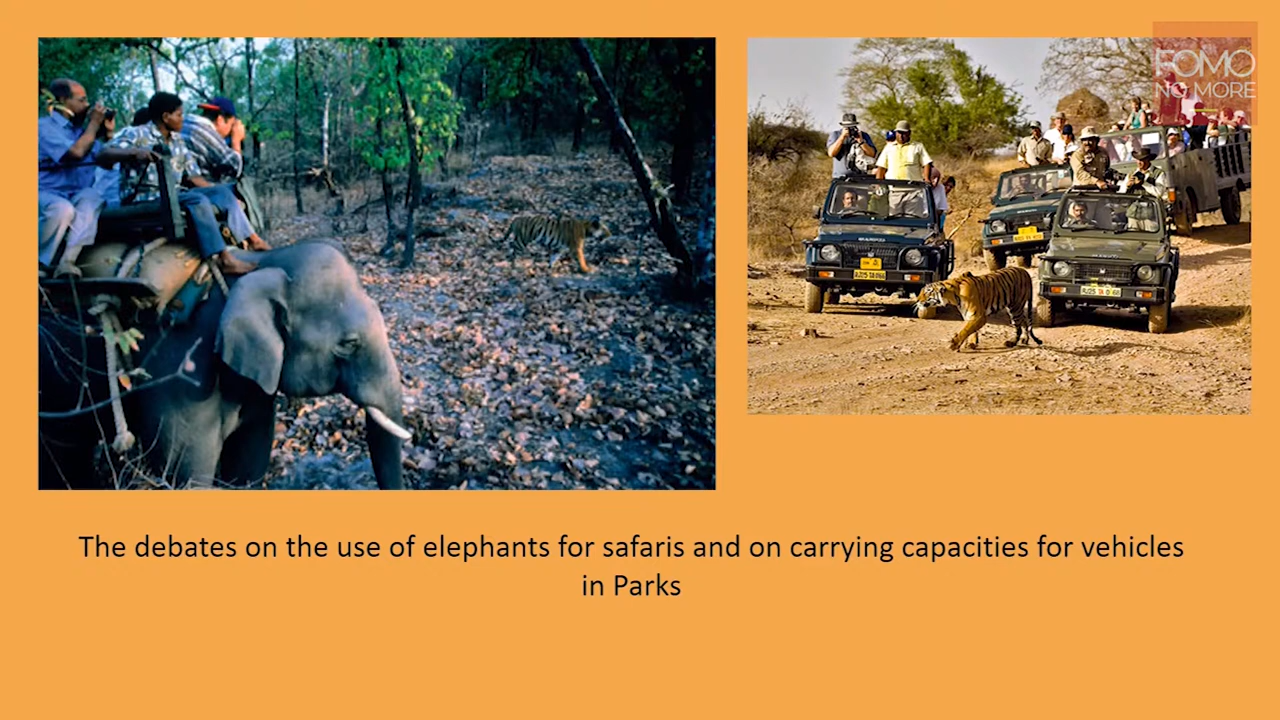 FOMO
NO MORE
The debates on the use of elephants for safaris and on carrying capacities for vehicles
in Parks